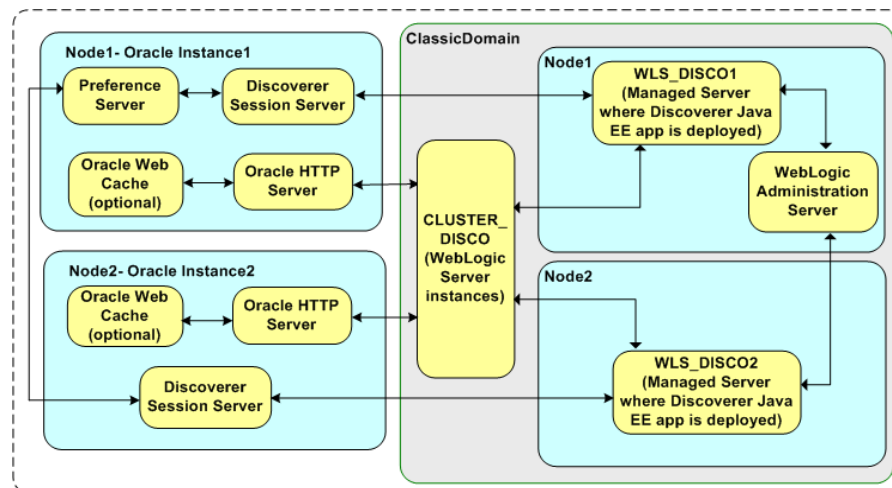 Node1- Oracle Instance1
Preference
Server
Discoverer
Session Server
Oracle Web
Cache
(optional)
Oracle HTTP
Server
Node2- Oracle Instance2
Oracle Web
Cache
(optional)
Oracle HTTP
Server
Discoverer
Session Server
ClassicDomain
CLUSTER_
DISCO
(WebLogic
Server
instances)
Node1
WLS_DISCO1
(Managed Server
where Discoverer Java
EE app is deployed)
WebLogic
Administration
Server
Node2
WLS_DISCO2
(Managed Server
where Discoverer Java
EE app is deployed)